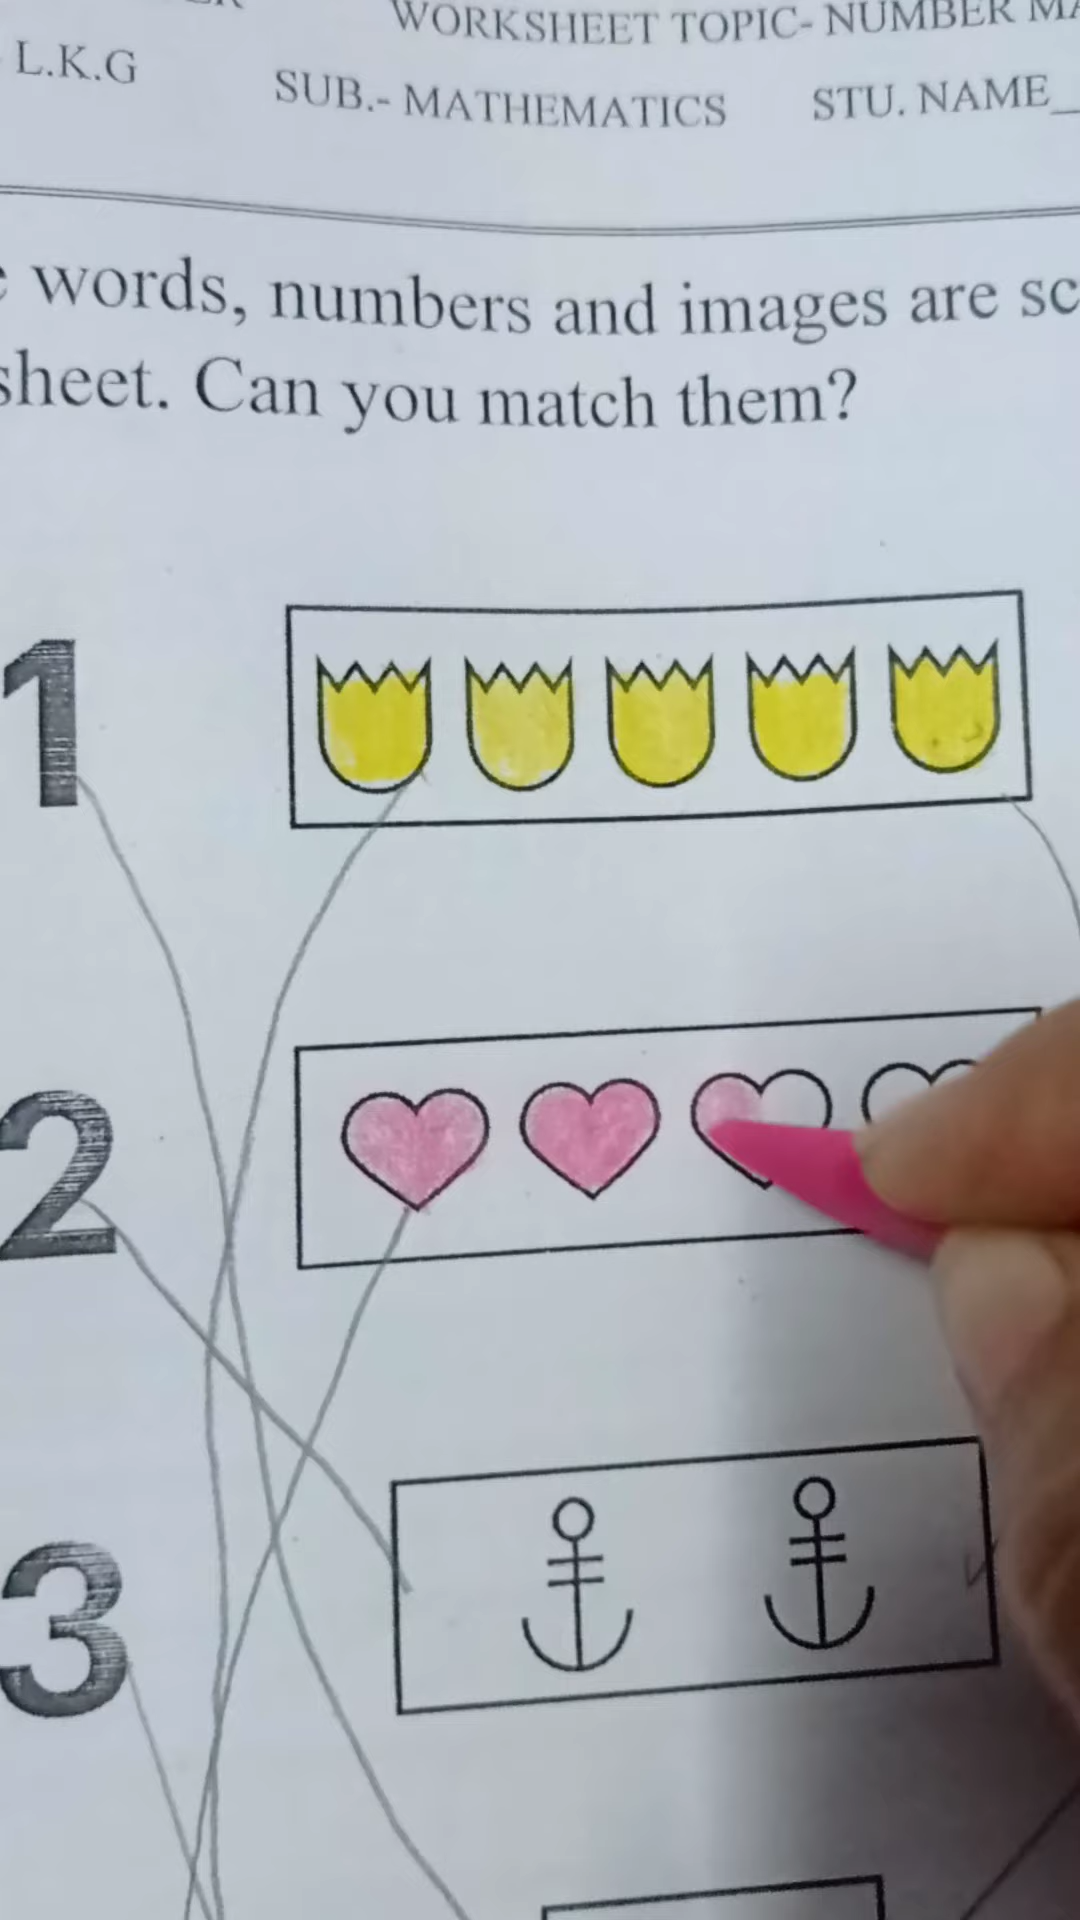 WORKSHEET TOPIC- NUMBER
L.K.G SUB.- MATHEMATICS STU. NAME
words, numbers and images are
sheet. Can you match them?
1
2
3